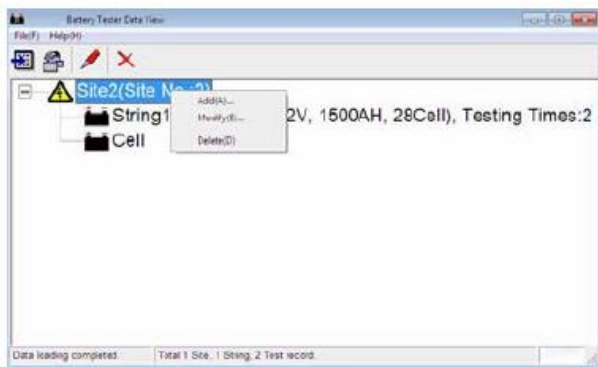 Battery Tester Data View
File(F) Help(H)
Site2(Site No.:2)
Add(A)...
String1 2V, 1500AH, 28Cell), Testing Times:2
Modify(E)...
Cell
Delete(D)
Data loading completed. Total 1 Site, 1 String, 2 Test record.